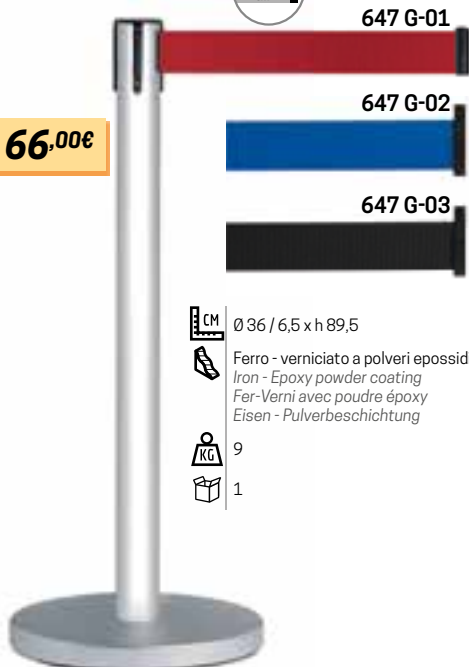 647 G-01
66,00€
647 G-02
647 G-03
CM Ø 36 / 6,5 x h 89,5
Ferro - verniciato a polveri epossid
Iron - Epoxy powder coating
Fer-Verni avec poudre époxy
Eisen - Pulverbeschichtung
KG 9
1